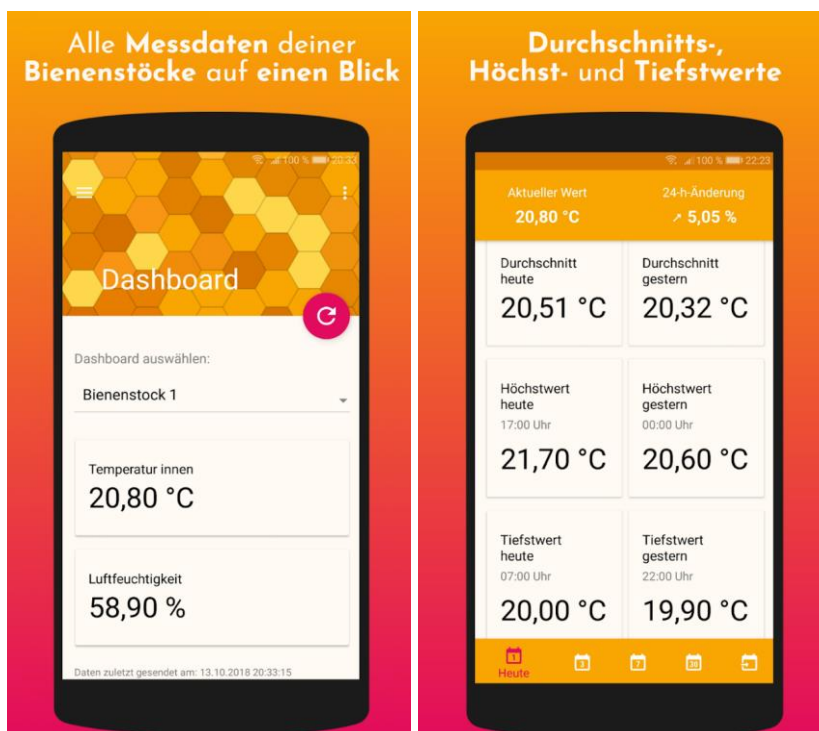 Alle Messdaten deiner
Bienenstöcke auf einen Blick
100 % 20:33
Dashboard
Dashboard auswählen:
Bienenstock 1
Temperatur innen
20,80 °C
Luftfeuchtigkeit
58,90 %
Daten zuletzt gesendet am: 13.10.2018 20:33:15
Durchschnitts-,
Höchst- und Tiefstwerte
100 % 22:23
Aktueller Wert
20,80 °C
24-h-Änderung
↗ 5,05 %
Durchschnitt
heute
20,51 °C
Durchschnitt
gestern
20,32 °C
Höchstwert
heute
17:00 Uhr
21,70 °C
Höchstwert
gestern
00:00 Uhr
20,60 °C
Tiefstwert
heute
07:00 Uhr
20,00 °C
Tiefstwert
gestern
22:00 Uhr
19,90 °C
1
Heute
3
7
30